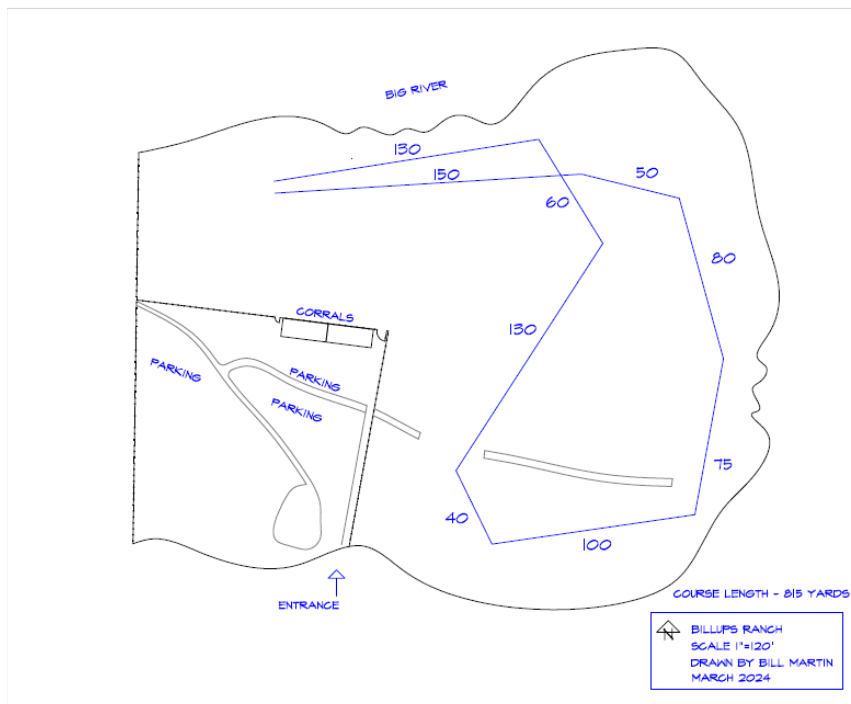 BIG RIVER
130
150
50
60
80
CORRALS
130
PARKING
PARKING
PARKING
75
40
100
COURSE LENGTH - 815 YARDS
ENTRANCE
N
BILLUPS RANCH
SCALE 1"=120'
DRAWN BY BILL MARTIN
MARCH 2024